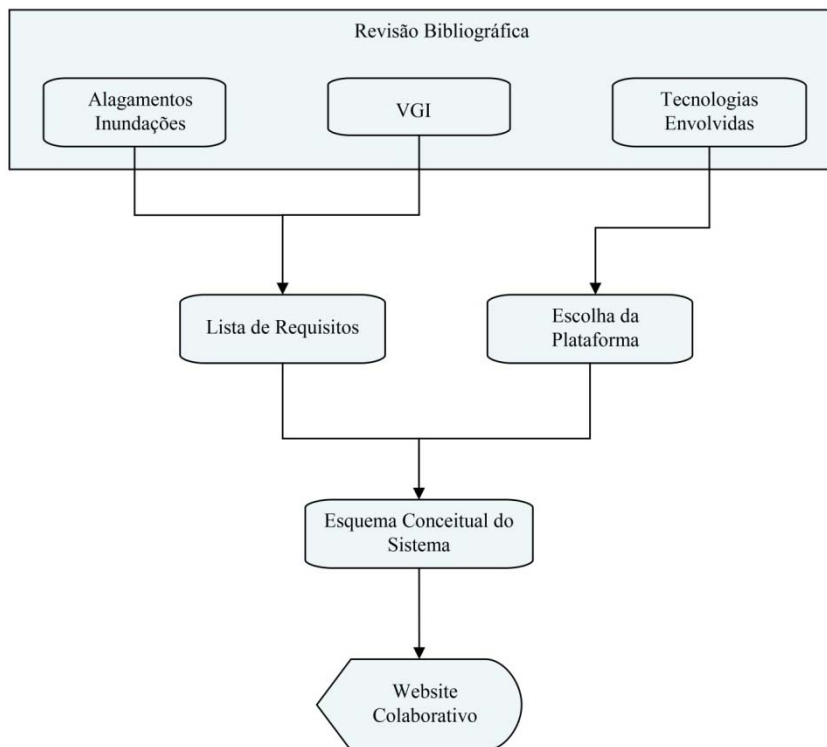 Revisão Bibliográfica
Alagamentos
Inundações
VGI
Tecnologias
Envolvidas
Lista de Requisitos
Escolha da
Plataforma
Esquema Conceitual do
Sistema
Website
Colaborativo